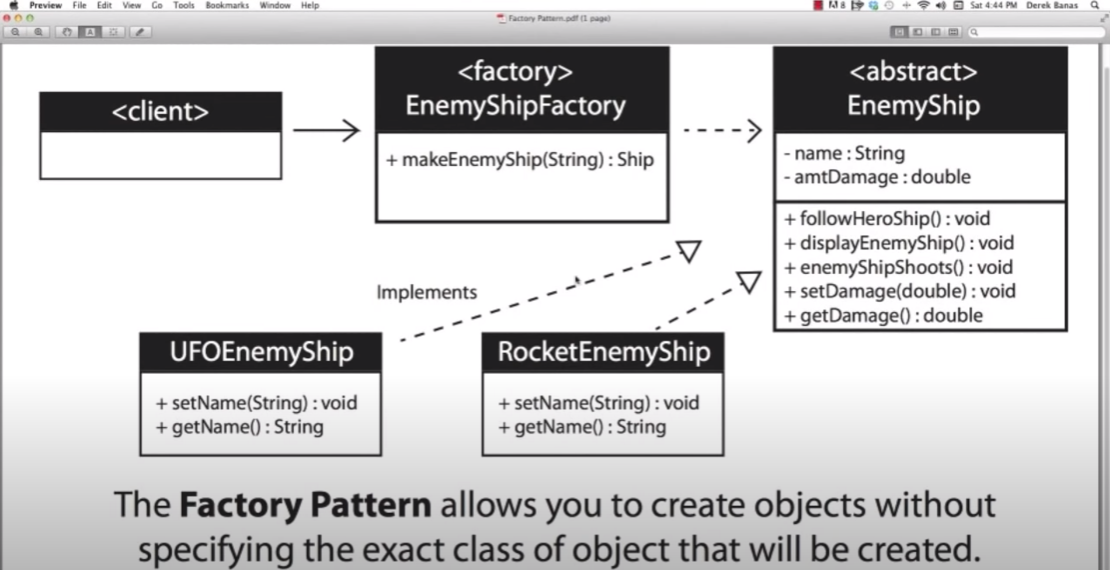 Preview File Edit View Go Tools Bookmarks Window Help
Sat 4:44 PM Derek Banas
Factory Pattern.pdf (1 page)
<client>
<factory>
EnemyShipFactory
+ makeEnemyShip(String) : Ship
<abstract>
EnemyShip
- name : String
- amtDamage : double
+ followHeroShip() : void
+ displayEnemyShip() : void
+ enemyShipShoots() : void
+ setDamage(double) : void
+ getDamage() : double
Implements
UFOEnemyShip
+ setName(String) : void
+ getName() : String
RocketEnemyShip
+ setName(String) : void
+ getName() : String
The Factory Pattern allows you to create objects without
specifying the exact class of object that will be created.